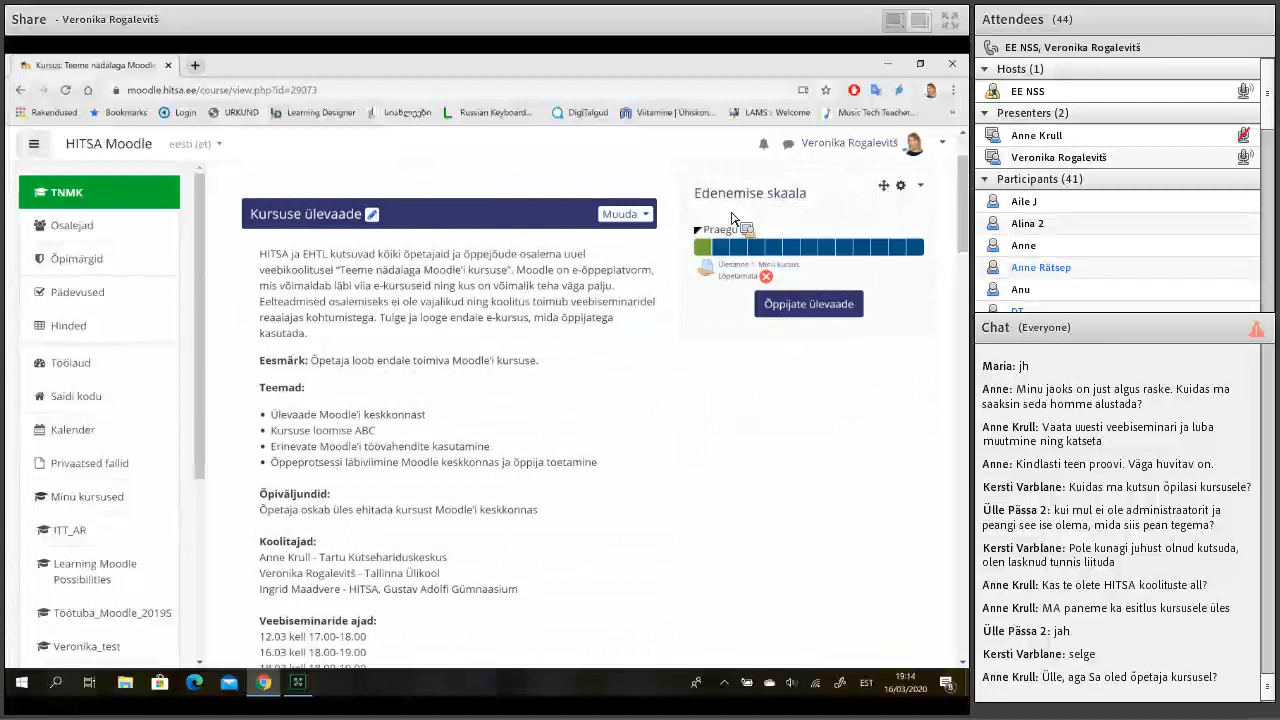 Share - Veronika Rogalevitš
Kursus: Teeme nädalaga Moodle
moodle.hitsa.ee/course/view.php?id=29073
Rakendused Bookmarks Login URKUND Learning Designer სახელფო Russian Keyboard... DigiTalgud Viitamine | Ühiskon... LAMS :: Welcome Music Tech Teacher...
HITSA Moodle eesti (et) Veronika Rogalevitš
TNMK
Osalejad
Õpimärgid
Pädevused
Hinded
Töölaud
Saidi kodu
Kalender
Privaatsed failid
Minu kursused
ITT_AR
Learning Moodle
Possibilities
Töötuba_Moodle_2019S
Veronika_test
Kursuse ülevaade Muuda
HITSA ja EHTL kutsuvad kõiki õpetajaid ja õppejõude osalema uuel
veebikoolitusel "Teeme nädalaga Moodle'i kursuse". Moodle on e-õppeplatvorm,
mis võimaldab läbi viia e-kursuseid ning kus on võimalik teha väga palju.
Eelteadmised osalemiseks ei ole vajalikud ning koolitus toimub veebiseminaridel
reaalajas kohtumistega. Tulge ja looge endale e-kursus, mida õppijatega
kasutada.
Eesmärk: Õpetaja loob endale toimiva Moodle'i kursuse.
Teemad:
• Ülevaade Moodle'i keskkonnast
• Kursuse loomise ABC
• Erinevate Moodle'i töövahendite kasutamine
• Õppeprotsessi läbiviimine Moodle keskkonnas ja õppija toetamine
Õpiväljundid:
Õpetaja oskab üles ehitada kursust Moodle'i keskkonnas
Koolitajad:
Anne Krull - Tartu Kutsehariduskeskus
Veronika Rogalevitš - Tallinna Ülikool
Ingrid Maadvere - HITSA, Gustav Adolfi Gümnaasium
Veebiseminaride ajad:
12.03 kell 17.00-18.00
16.03 kell 18.00-19.00
18.03 kell 18.00-19.00
Edenemise skaala
Praegu
Ülesanne 1. Minu kursus
Lõpetamata
Õppijate ülevaade
EST
19:14
16/03/2020
Attendees (44)
EE NSS, Veronika Rogalevitš
Hosts (1)
EE NSS
Presenters (2)
Anne Krull
Veronika Rogalevitš
Participants (41)
Aile J
Alina 2
Anne
Anne Rätsep
Anu
DT
Chat (Everyone)
Maria: jh
Anne: Minu jaoks on just algus raske. Kuidas ma
saaksin seda homme alustada?
Anne Krull: Vaata uuesti veebiseminari ja luba
muutmine ning katseta
Anne: Kindlasti teen proovi. Väga huvitav on.
Kersti Varblane: Kuidas ma kutsun õpilasi kursusele?
Ülle Pässa 2: kui mul ei ole administraatorit ja
peangi see ise olema, mida siis pean tegema?
Kersti Varblane: Pole kunagi juhust olnud kutsuda,
olen lasknud tunnis liituda
Anne Krull: Kas te olete HITSA koolituste all?
Anne Krull: MA paneme ka esitlus kursusele üles
Ülle Pässa 2: jah
Kersti Varblane: selge
Anne Krull: Ülle, aga Sa oled õpetaja kursusel?